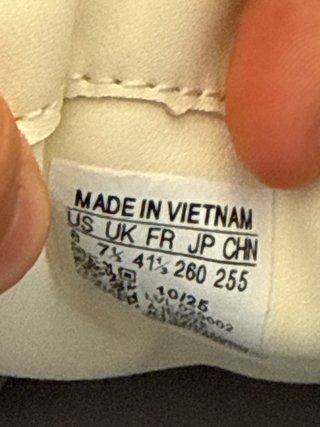 MADE IN VIETNAM
US UK FR JP CHN
8 7½ 41⅓ 260 255
10/25